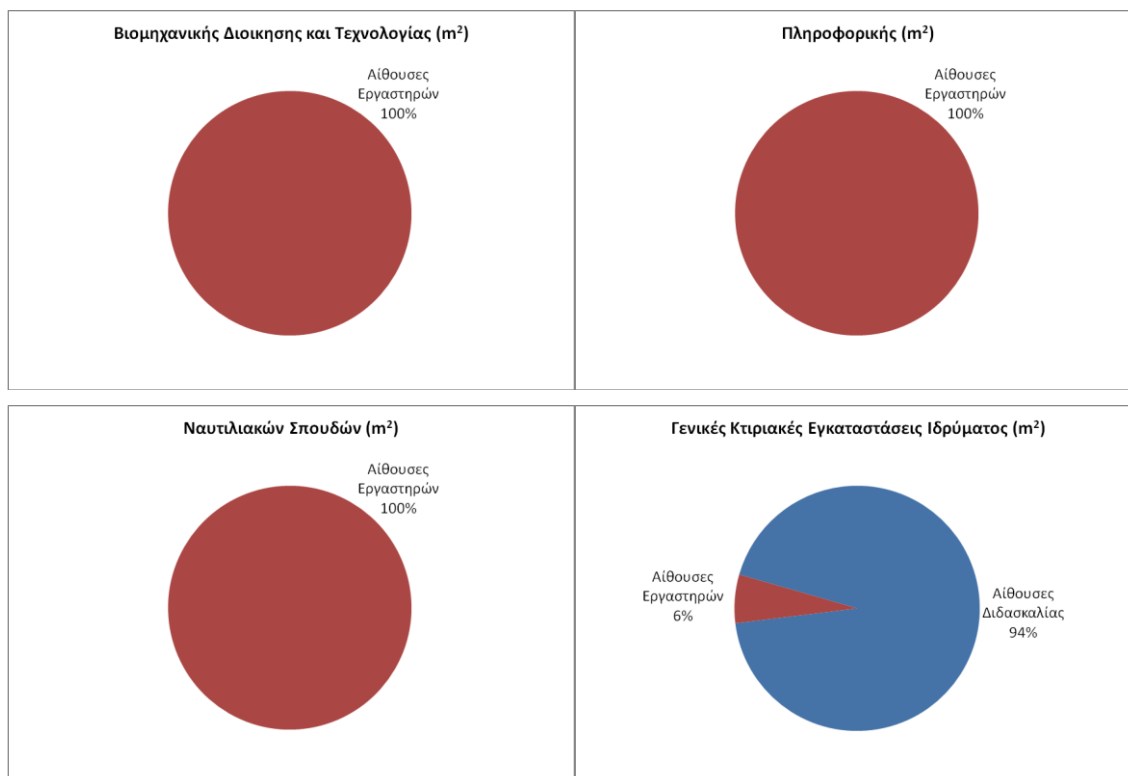 Βιομηχανικής Διοικησης και Τεχνολογίας (m²)
Αίθουσες
Εργαστηρών
100%
Πληροφορικής (m²)
Αίθουσες
Εργαστηρών
100%
Ναυτιλιακών Σπουδών (m²)
Αίθουσες
Εργαστηρών
100%
Γενικές Κτιριακές Εγκαταστάσεις Ιδρύματος (m²)
Αίθουσες
Εργαστηρών
6%
Αίθουσες
Διδασκαλίας
94%